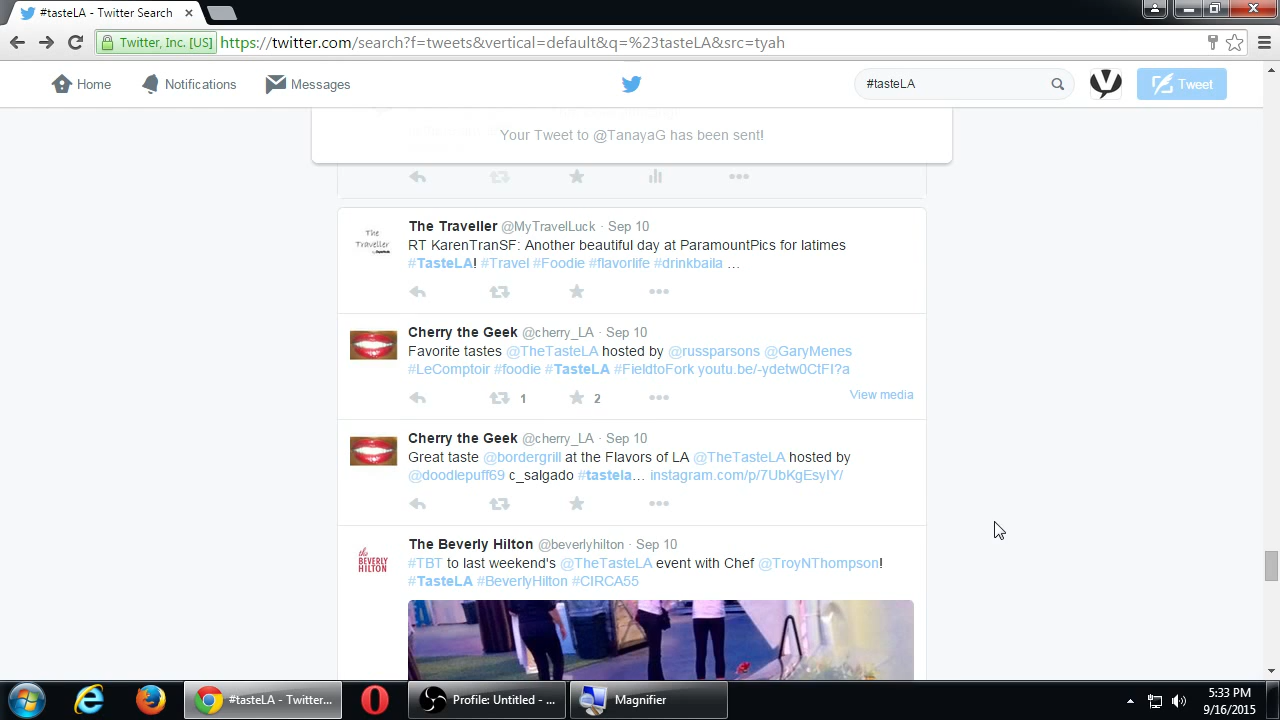 #tasteLA - Twitter Search
Twitter, Inc. [US] https://twitter.com/search?f=tweets&vertical=default&q=%23tasteLA&src=tyah
Home Notifications Messages #tasteLA Tweet
Your Tweet to @TanayaG has been sent!
The Traveller @MyTravelLuck · Sep 10
The Traveller
RT KarenTranSF: Another beautiful day at ParamountPics for latimes
#TasteLA! #Travel #Foodie #flavorlife #drinkbaila …
Cherry the Geek @cherry_LA · Sep 10
Favorite tastes @TheTasteLA hosted by @russparsons @GaryMenes
#LeComptoir #foodie #TasteLA #FieldtoFork youtu.be/-ydetw0CtFI?a
1 2 View media
Cherry the Geek @cherry_LA · Sep 10
Great taste @bordergrill at the Flavors of LA @TheTasteLA hosted by
@doodlepuff69 c_salgado #tastela… instagram.com/p/7UbKgEsyIY/
The Beverly Hilton @beverlyhilton · Sep 10
the BEVERLY HILTON
#TBT to last weekend's @TheTasteLA event with Chef @TroyNThompson!
#TasteLA #BeverlyHilton #CIRCA55
#tasteLA - Twitter... Profile: Untitled - ... Magnifier
5:33 PM
9/16/2015